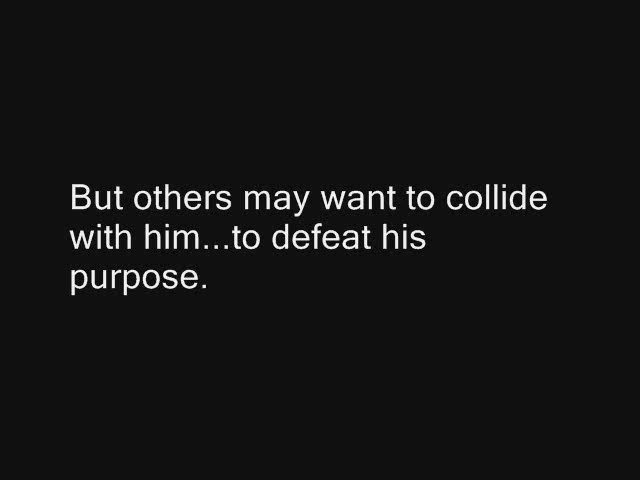 But others may want to collide
with him...to defeat his
purpose.